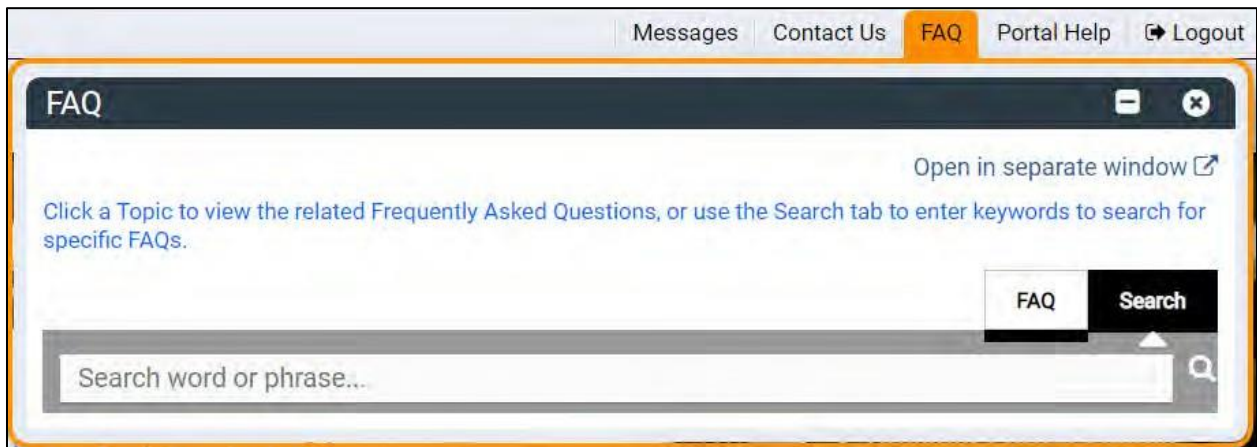 Messages Contact Us FAQ Portal Help Logout
FAQ
Open in separate window
Click a Topic to view the related Frequently Asked Questions, or use the Search tab to enter keywords to search for
specific FAQs.
FAQ Search
Search word or phrase...